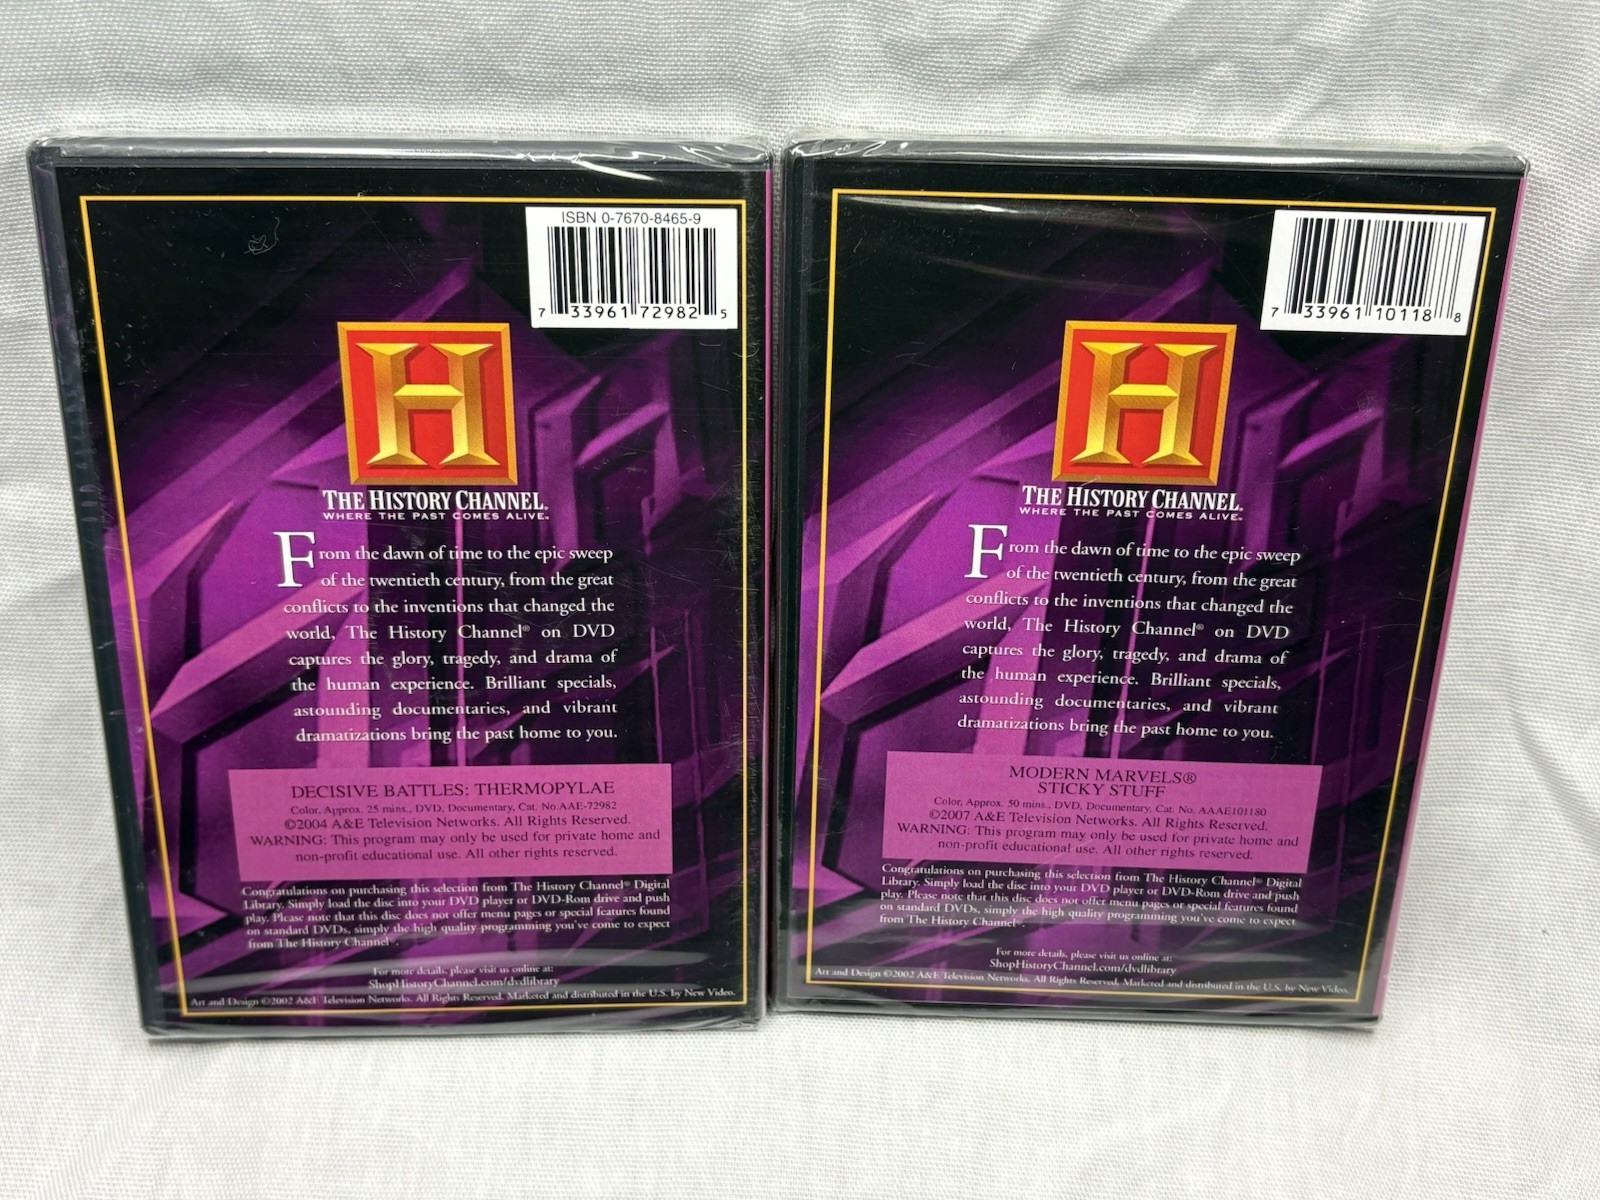 ISBN 0-7670-8465-9
7 33961 72982 5
H
THE HISTORY CHANNEL.
WHERE THE PAST COMES ALIVE.
From the dawn of time to the epic sweep
of the twentieth century, from the great
conflicts to the inventions that changed the
world, The History Channel® on DVD
captures the glory, tragedy, and drama of
the human experience. Brilliant specials,
astounding documentaries, and vibrant
dramatizations bring the past home to you.
DECISIVE BATTLES: THERMOPYLAE
Color, Approx. 25 mins., DVD, Documentary, Cat. No.AAE-72982
©2004 A&E Television Networks. All Rights Reserved.
WARNING: This program may only be used for private home and
non-profit educational use. All other rights reserved.
Congratulations on purchasing this selection from The History Channel® Digital
Library. Simply load the disc into your DVD player or DVD-Rom drive and push
play. Please note that this disc does not offer menu pages or special features found
on standard DVDs, simply the high quality programming you've come to expect
from The History Channel®.
For more details, please visit us online at:
ShopHistoryChannel.com/dvdlibrary
Art and Design ©2002 A&E Television Networks. All Rights Reserved. Marketed and distributed in the U.S. by New Video.
7 33961 10118 8
H
THE HISTORY CHANNEL.
WHERE THE PAST COMES ALIVE.
From the dawn of time to the epic sweep
of the twentieth century, from the great
conflicts to the inventions that changed the
world, The History Channel® on DVD
captures the glory, tragedy, and drama of
the human experience. Brilliant specials,
astounding documentaries, and vibrant
dramatizations bring the past home to you.
MODERN MARVELS®
STICKY STUFF
Color, Approx. 50 mins., DVD, Documentary, Cat. No. AAAE101180
©2007 A&E Television Networks. All Rights Reserved.
WARNING: This program may only be used for private home and
non-profit educational use. All other rights reserved.
Congratulations on purchasing this selection from The History Channel® Digital
Library. Simply load the disc into your DVD player or DVD-Rom drive and push
play. Please note that this disc does not offer menu pages or special features found
on standard DVDs, simply the high quality programming you've come to expect
from The History Channel®.
For more details, please visit us online at:
ShopHistoryChannel.com/dvdlibrary
Art and Design ©2002 A&E Television Networks. All Rights Reserved. Marketed and distributed in the U.S. by New Video.